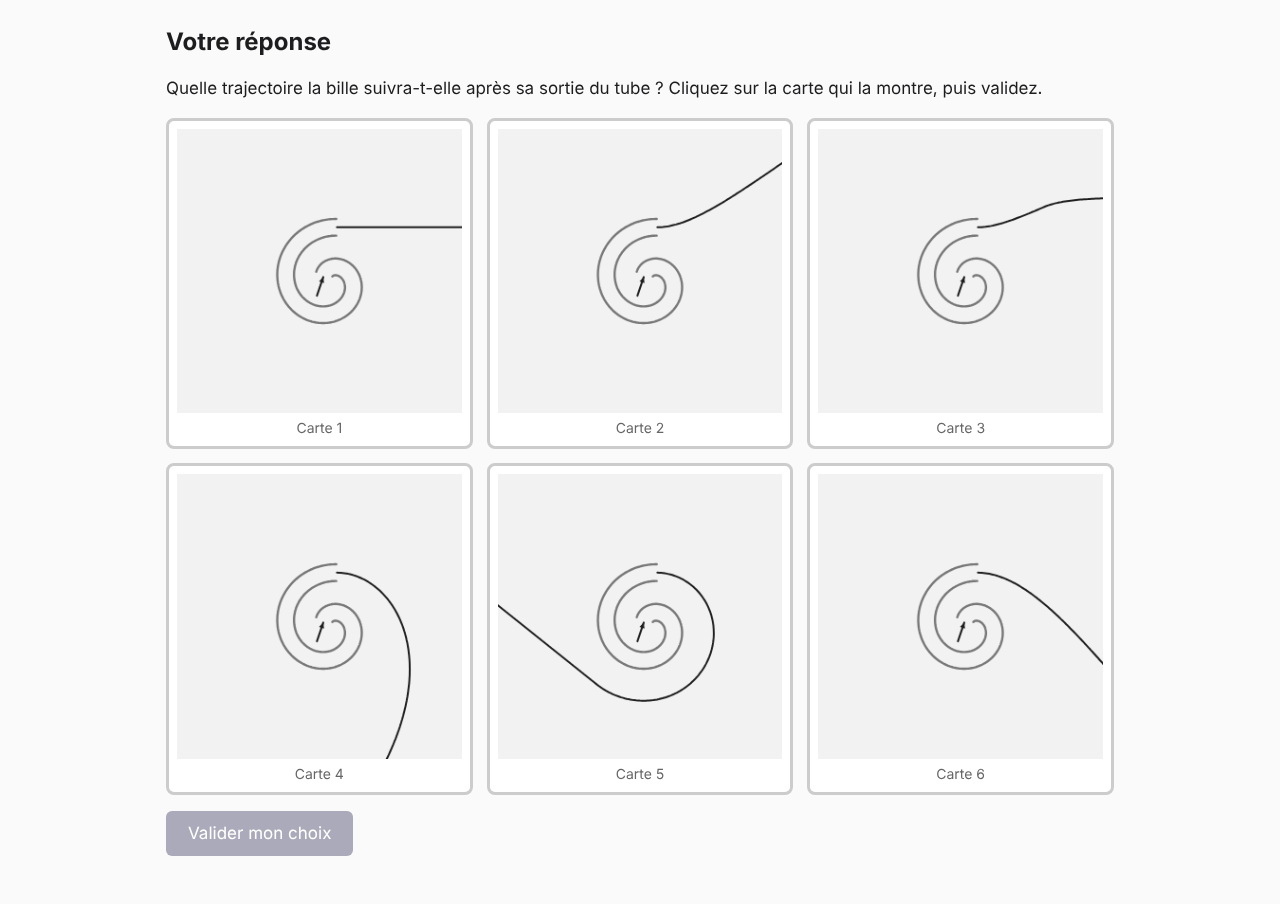 Votre réponse
Quelle trajectoire la bille suivra-t-elle après sa sortie du tube ? Cliquez sur la carte qui la montre, puis validez.
Carte 1
Carte 2
Carte 3
Carte 4
Carte 5
Carte 6
Valider mon choix